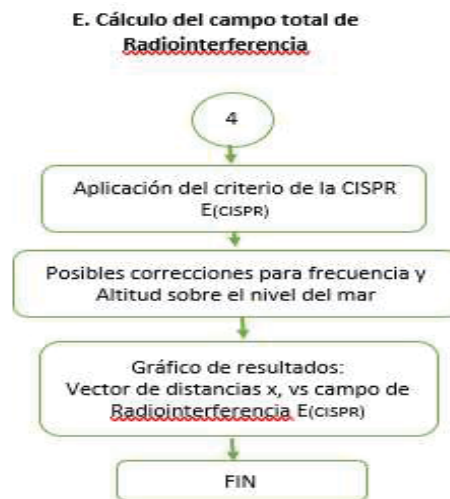 E. Cálculo del campo total de
Radiointerferencia
4
Aplicación del criterio de la CISPR
E(CISPR)
Posibles correcciones para frecuencia y
Altitud sobre el nivel del mar
Gráfico de resultados:
Vector de distancias x, vs campo de
Radiointerferencia E(CISPR)
FIN